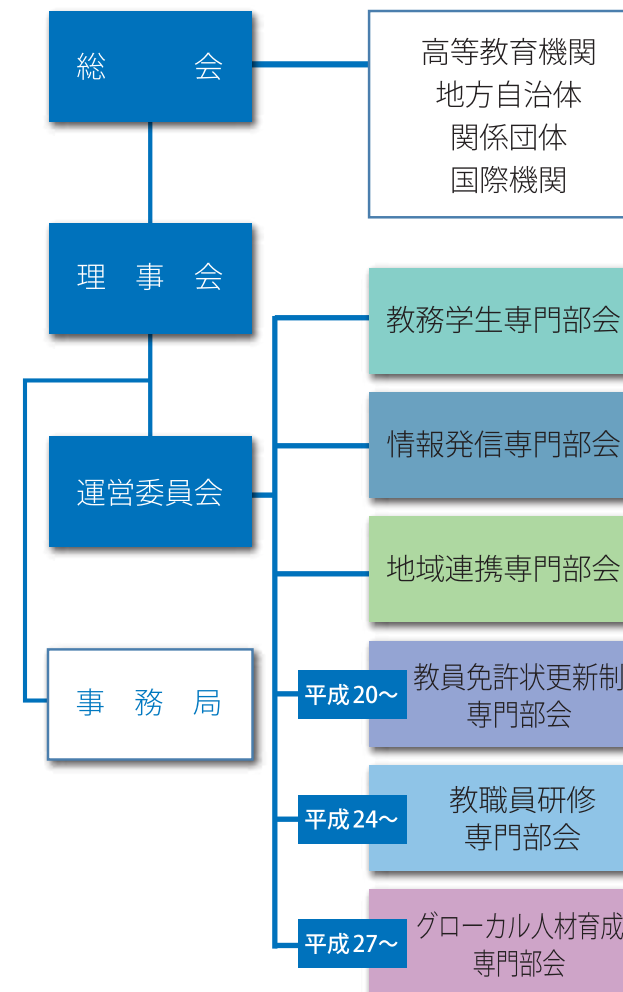 総会
高等教育機関
地方自治体
関係団体
国際機関
理事会
運営委員会
事務局
教務学生専門部会
情報発信専門部会
地域連携専門部会
平成20～
教員免許状更新制
専門部会
平成24～
教職員研修
専門部会
平成27～
グローカル人材育成
専門部会